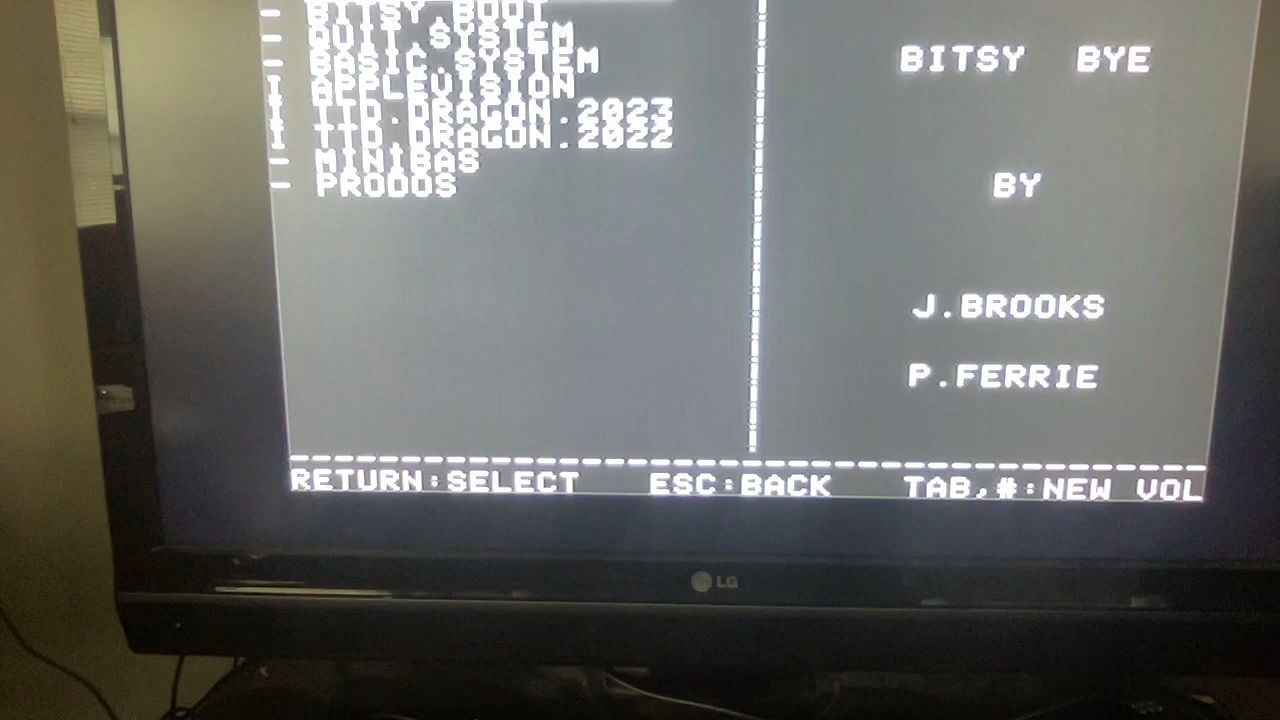 - BITSY.BOOT
- QUIT.SYSTEM
- BASIC.SYSTEM
I APPLEVISION
I TTD.DRAGON.2023
I TTD.DRAGON.2022
- MINIBAS
- PRODOS
BITSY BYE
BY
J.BROOKS
P.FERRIE
RETURN:SELECT ESC:BACK TAB,#:NEW VOL
LG